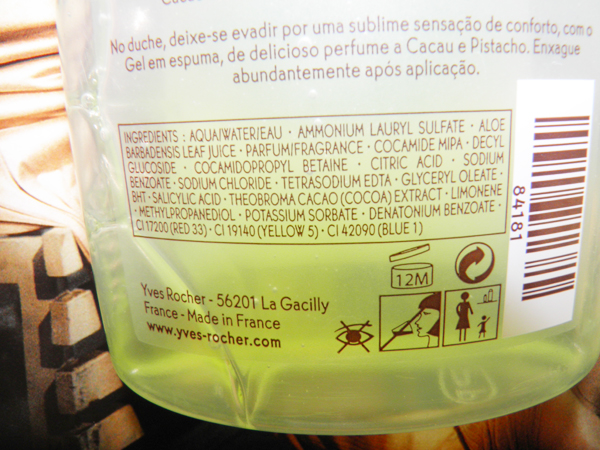 No duche, deixe-se evadir por uma sublime sensação de conforto, com o
Gel em espuma, de delicioso perfume a Cacau e Pistacho. Enxague
abundantemente após aplicação.
INGREDIENTS : AQUA/WATER/EAU · AMMONIUM LAURYL SULFATE · ALOE
BARBADENSIS LEAF JUICE · PARFUM/FRAGRANCE · COCAMIDE MIPA · DECYL
GLUCOSIDE · COCAMIDOPROPYL BETAINE · CITRIC ACID · SODIUM
BENZOATE · SODIUM CHLORIDE · TETRASODIUM EDTA · GLYCERYL OLEATE ·
BHT · SALICYLIC ACID · THEOBROMA CACAO (COCOA) EXTRACT · LIMONENE
· METHYLPROPANEDIOL · POTASSIUM SORBATE · DENATONIUM BENZOATE ·
CI 17200 (RED 33) · CI 19140 (YELLOW 5) · CI 42090 (BLUE 1)
84181
12M
Yves Rocher - 56201 La Gacilly
France - Made in France
www.yves-rocher.com